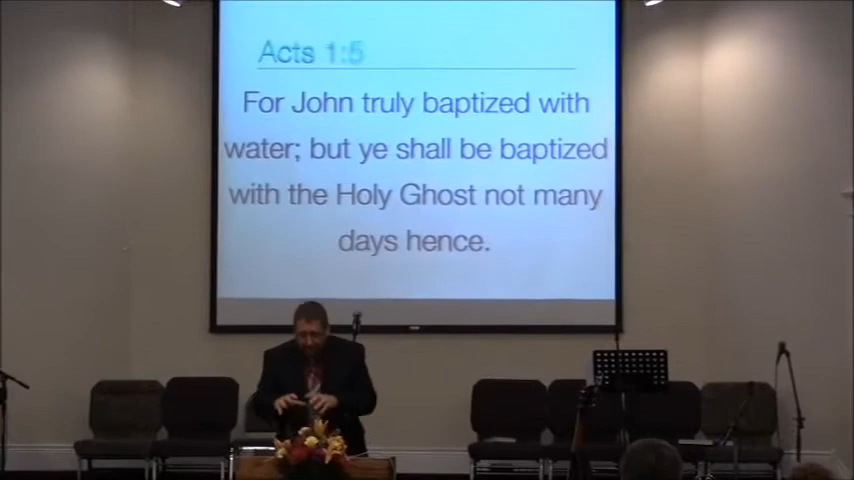 Acts 1:5
For John truly baptized with
water; but ye shall be baptized
with the Holy Ghost not many
days hence.